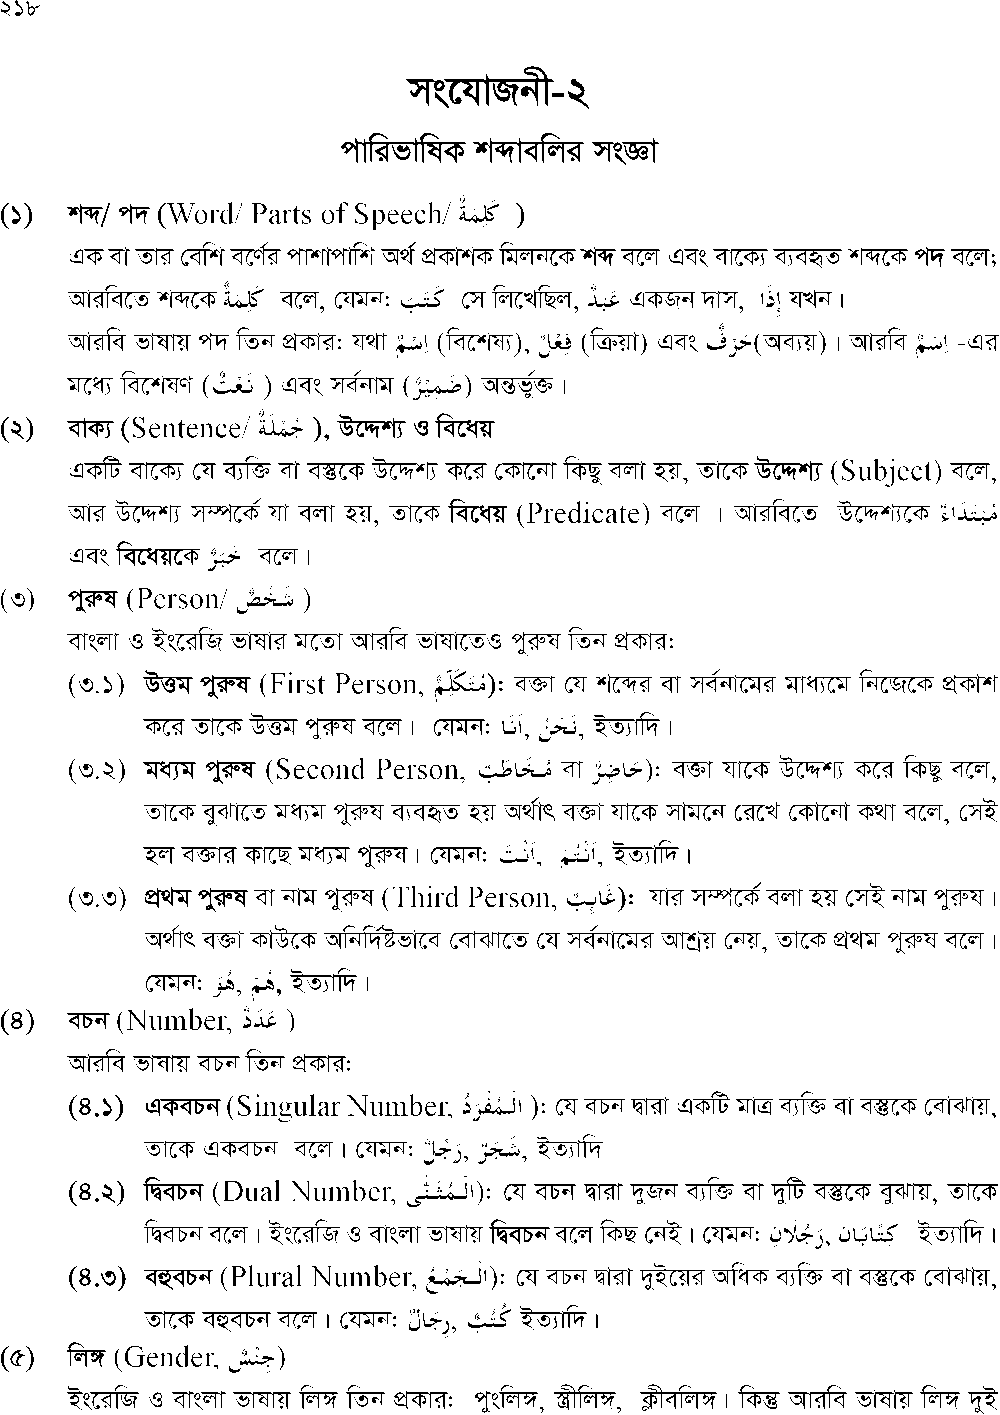 ২১৮
সংযোজনী-২
পারিভাষিক শব্দাবলির সংজ্ঞা
(১) শব্দ/ পদ (Word/ Parts of Speech/ كَلِمَةٌ )
এক বা তার বেশি বর্ণের পাশাপাশি অর্থ প্রকাশক মিলনকে শব্দ বলে এবং বাক্যে ব্যবহৃত শব্দকে পদ বলে;
আরবিতে শব্দকে كَلِمَةٌ বলে, যেমন: كَتَبَ সে লিখেছিল, عَبْدٌ একজন দাস, إِذَا যখন।
আরবি ভাষায় পদ তিন প্রকার: যথা إِسْمٌ (বিশেষ্য), فِعْلٌ (ক্রিয়া) এবং حَرْفٌ(অব্যয়)। আরবি إِسْمٌ -এর
মধ্যে বিশেষণ (نَعْتٌ ) এবং সর্বনাম (ضَمِيْرٌ) অন্তর্ভুক্ত।
(২) বাক্য (Sentence/ جُمْلَةٌ ), উদ্দেশ্য ও বিধেয়
একটি বাক্যে যে ব্যক্তি বা বস্তুকে উদ্দেশ্য করে কোনো কিছু বলা হয়, তাকে উদ্দেশ্য (Subject) বলে,
আর উদ্দেশ্য সম্পর্কে যা বলা হয়, তাকে বিধেয় (Predicate) বলে । আরবিতে উদ্দেশ্যকে مُبْتَدَاءٌ
এবং বিধেয়কে خَبَرٌ বলে।
(৩) পুরুষ (Person/ شَخْصٌ )
বাংলা ও ইংরেজি ভাষার মতো আরবি ভাষাতেও পুরুষ তিন প্রকার:
(৩.১) উত্তম পুরুষ (First Person, مُتَكَلِّمٌ): বক্তা যে শব্দের বা সর্বনামের মাধ্যমে নিজেকে প্রকাশ
করে তাকে উত্তম পুরুষ বলে। যেমন: اَنَا, نَحْنُ, ইত্যাদি।
(৩.২) মধ্যম পুরুষ (Second Person, مُخَاطَبٌ বা حَاضِرٌ): বক্তা যাকে উদ্দেশ্য করে কিছু বলে,
তাকে বুঝাতে মধ্যম পুরুষ ব্যবহৃত হয় অর্থাৎ বক্তা যাকে সামনে রেখে কোনো কথা বলে, সেই
হল বক্তার কাছে মধ্যম পুরুষ। যেমন: اَنْتَ, اَنْتُمْ, ইত্যাদি।
(৩.৩) প্রথম পুরুষ বা নাম পুরুষ (Third Person, غَايِبٌ): যার সম্পর্কে বলা হয় সেই নাম পুরুষ।
অর্থাৎ বক্তা কাউকে অনির্দিষ্টভাবে বোঝাতে যে সর্বনামের আশ্রয় নেয়, তাকে প্রথম পুরুষ বলে।
যেমন: هُوَ, هُمْ, ইত্যাদি।
(৪) বচন (Number, عَدَدٌ )
আরবি ভাষায় বচন তিন প্রকার:
(৪.১) একবচন (Singular Number, اَلْمُفْرَدُ ): যে বচন দ্বারা একটি মাত্র ব্যক্তি বা বস্তুকে বোঝায়,
তাকে একবচন বলে। যেমন: رَجُلٌ, شَجَرٌ, ইত্যাদি
(৪.২) দ্বিবচন (Dual Number, اَلْمُثَنّٰى): যে বচন দ্বারা দুজন ব্যক্তি বা দুটি বস্তুকে বুঝায়, তাকে
দ্বিবচন বলে। ইংরেজি ও বাংলা ভাষায় দ্বিবচন বলে কিছ নেই। যেমন: رَجُلَانِ, كِتَابَانِ ইত্যাদি।
(৪.৩) বহুবচন (Plural Number, اَلْجَمْعُ): যে বচন দ্বারা দুইয়ের অধিক ব্যক্তি বা বস্তুকে বোঝায়,
তাকে বহুবচন বলে। যেমন: رِجَالٌ, كُتُبٌ ইত্যাদি।
(৫) লিঙ্গ (Gender, جِنْسٌ)
ইংরেজি ও বাংলা ভাষায় লিঙ্গ তিন প্রকার: পুংলিঙ্গ, স্ত্রীলিঙ্গ, ক্লীবলিঙ্গ। কিন্তু আরবি ভাষায় লিঙ্গ দুই